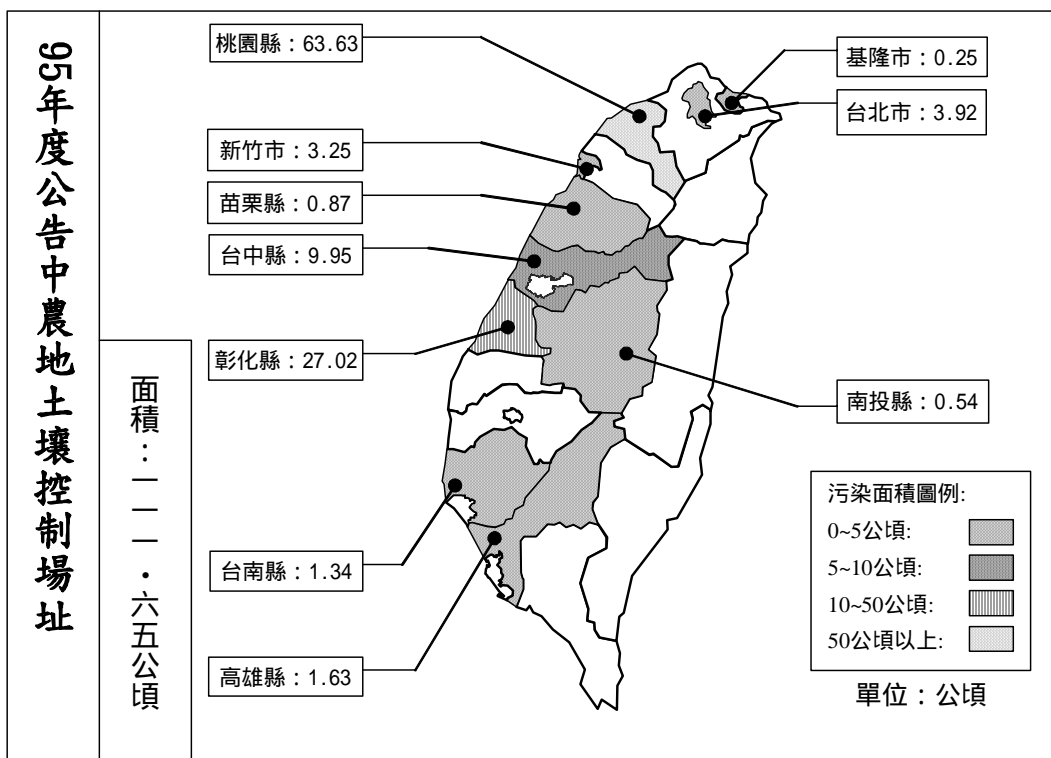 95年度公告中農地土壤控制場址
面積：一一一．六五公頃
桃園縣：63.63
基隆市：0.25
台北市：3.92
新竹市：3.25
苗栗縣：0.87
台中縣：9.95
彰化縣：27.02
南投縣：0.54
台南縣：1.34
高雄縣：1.63
污染面積圖例:
0~5公頃:
5~10公頃:
10~50公頃:
50公頃以上:
單位：公頃